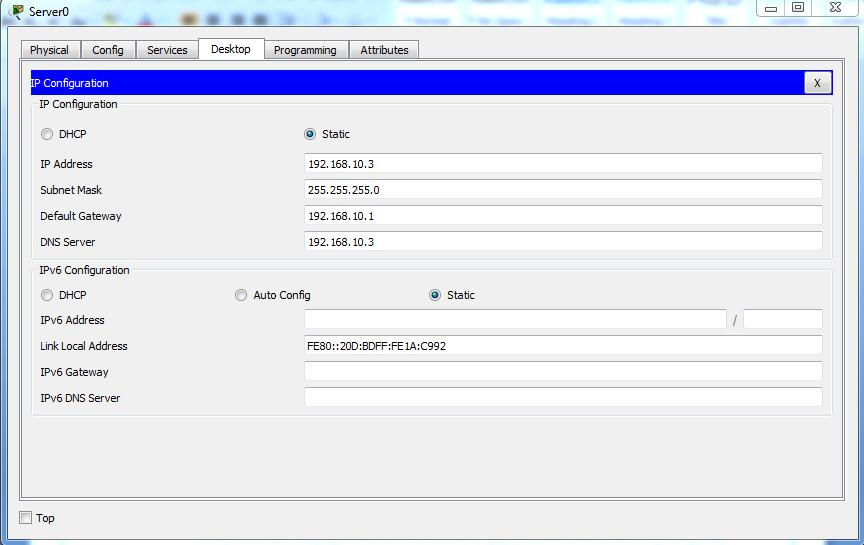 Server0
Physical Config Services Desktop Programming Attributes
IP Configuration X
IP Configuration
DHCP Static
IP Address 192.168.10.3
Subnet Mask 255.255.255.0
Default Gateway 192.168.10.1
DNS Server 192.168.10.3
IPv6 Configuration
DHCP Auto Config Static
IPv6 Address /
Link Local Address FE80::20D:BDFF:FE1A:C992
IPv6 Gateway
IPv6 DNS Server
Top